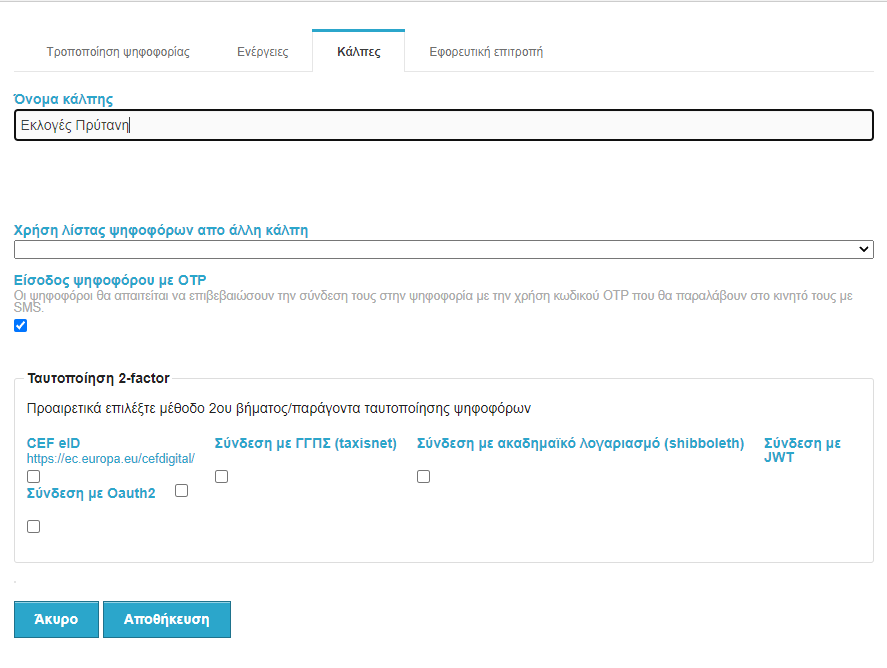 Τροποποίηση ψηφοφορίας Ενέργειες Κάλπες Εφορευτική επιτροπή
Όνομα κάλπης
Εκλογές Πρύτανη
Χρήση λίστας ψηφοφόρων απο άλλη κάλπη
Είσοδος ψηφοφόρου με OTP
Οι ψηφοφόροι θα απαιτείται να επιβεβαιώσουν την σύνδεση τους στην ψηφοφορία με την χρήση κωδικού OTP που θα παραλάβουν στο κινητό τους με
SMS.
Ταυτοποίηση 2-factor
Προαιρετικά επιλέξτε μέθοδο 2ου βήματος/παράγοντα ταυτοποίησης ψηφοφόρων
CEF eID Σύνδεση με ΓΓΠΣ (taxisnet) Σύνδεση με ακαδημαϊκό λογαριασμό (shibboleth) Σύνδεση με
https://ec.europa.eu/cefdigital/ JWT
Σύνδεση με Oauth2
.
Άκυρο Αποθήκευση